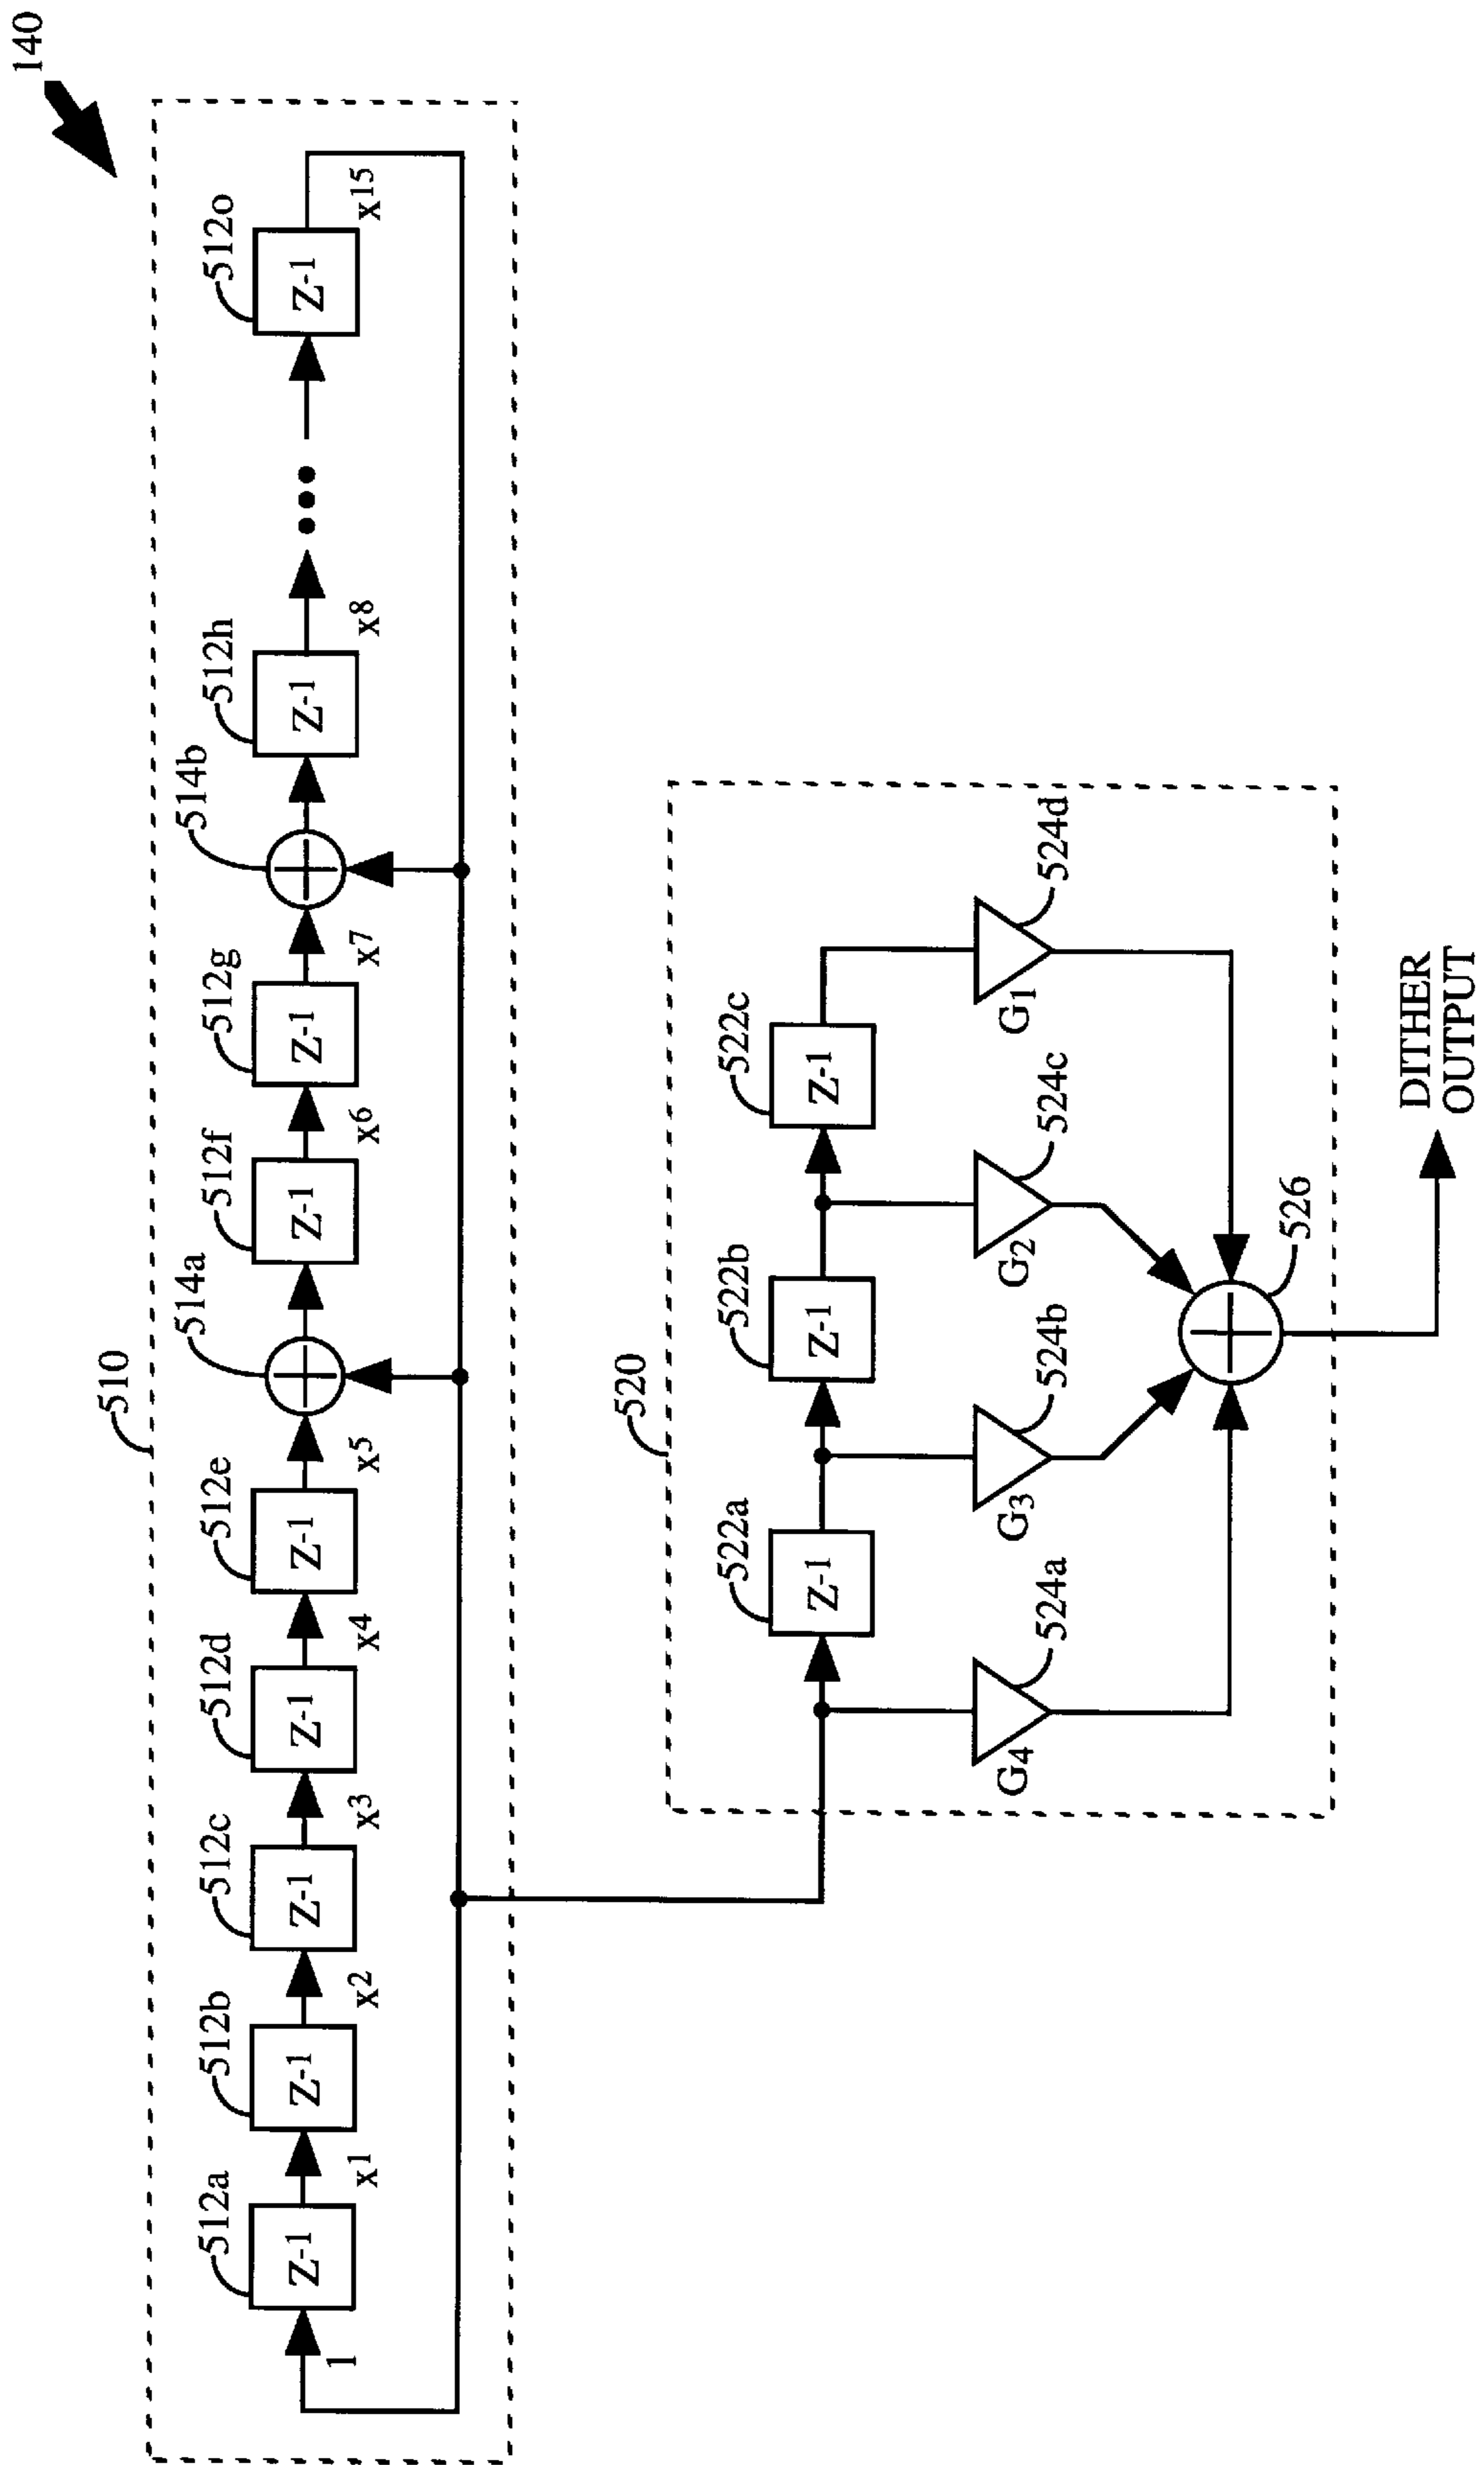 140
510
512a 512b 512c 512d 512e 514a 512f 512g 514b 512h 512o
Z-1 Z-1 Z-1 Z-1 Z-1 Z-1 Z-1 Z-1 Z-1
1 x1 x2 x3 x4 x5 x6 x7 x8 x15
520
522a 522b 522c
Z-1 Z-1 Z-1
524a 524b 524c 524d
G4 G3 G2 G1
526
DITHER
OUTPUT